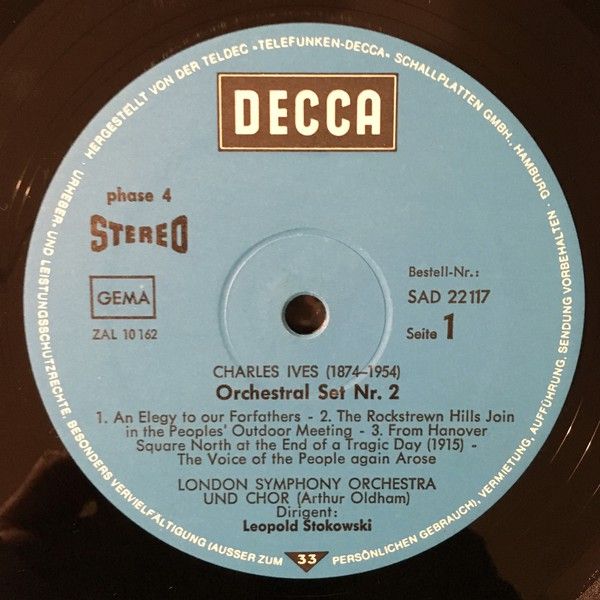 HERGESTELLT VON DER TELDEC »TELEFUNKEN-DECCA« SCHALLPLATTEN GMBH., HAMBURG
DECCA
phase 4
STEREO
GEMA
ZAL 10 162
Bestell-Nr.:
SAD 22117
Seite 1
CHARLES IVES (1874–1954)
Orchestral Set Nr. 2
1. An Elegy to our Forfathers - 2. The Rockstrewn Hills Join
in the Peoples' Outdoor Meeting - 3. From Hanover
Square North at the End of a Tragic Day (1915) -
The Voice of the People again Arose
LONDON SYMPHONY ORCHESTRA
UND CHOR (Arthur Oldham)
Dirigent:
Leopold Stokowski
URHEBER- UND LEISTUNGSSCHUTZRECHTE, BESONDERS VERVIELFÄLTIGUNG (AUSSER ZUM PERSÖNLICHEN GEBRAUCH), VERMIETUNG, AUFFÜHRUNG, SENDUNG VORBEHALTEN
33